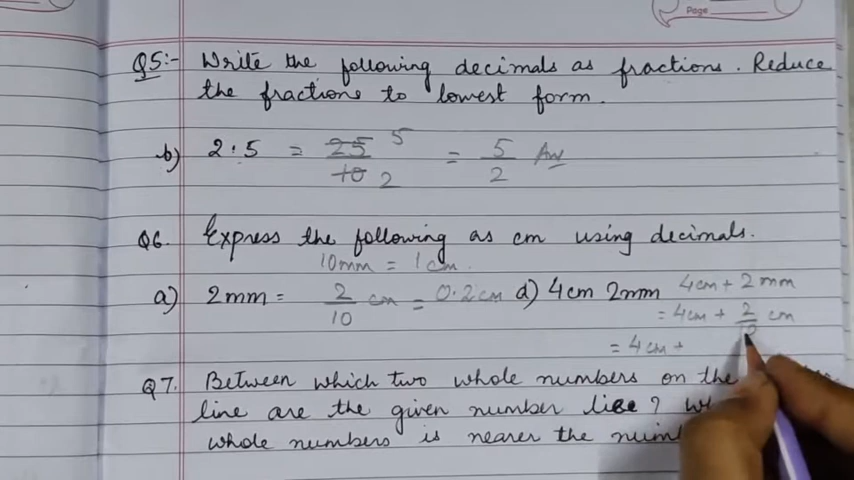 Page
Q5:- Write the following decimals as fractions. Reduce
the fractions to lowest form.
b) 2.5 = 25/10 5/2 = 5/2 Ans
Q6. Express the following as cm using decimals.
10mm = 1cm.
a) 2mm = 2/10 cm = 0.2cm d) 4cm 2mm 4cm + 2mm
= 4cm + 2/10 cm
= 4cm +
Q7. Between which two whole numbers on the
line are the given number lies?
whole numbers is nearer the